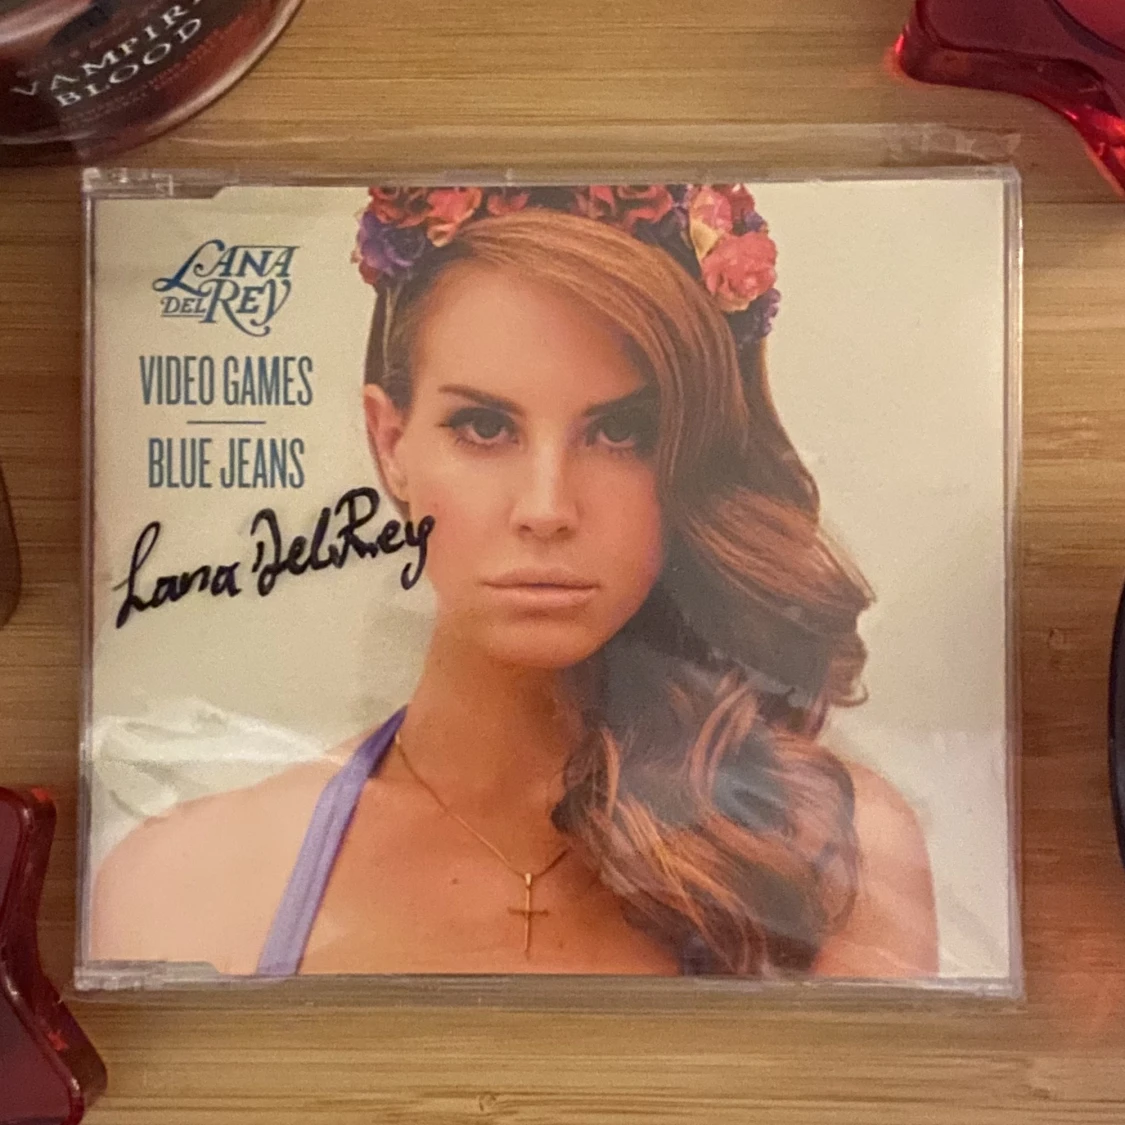 VAMPIRE
BLOOD
LANA
DEL REY
VIDEO GAMES
BLUE JEANS
Lana Del Rey